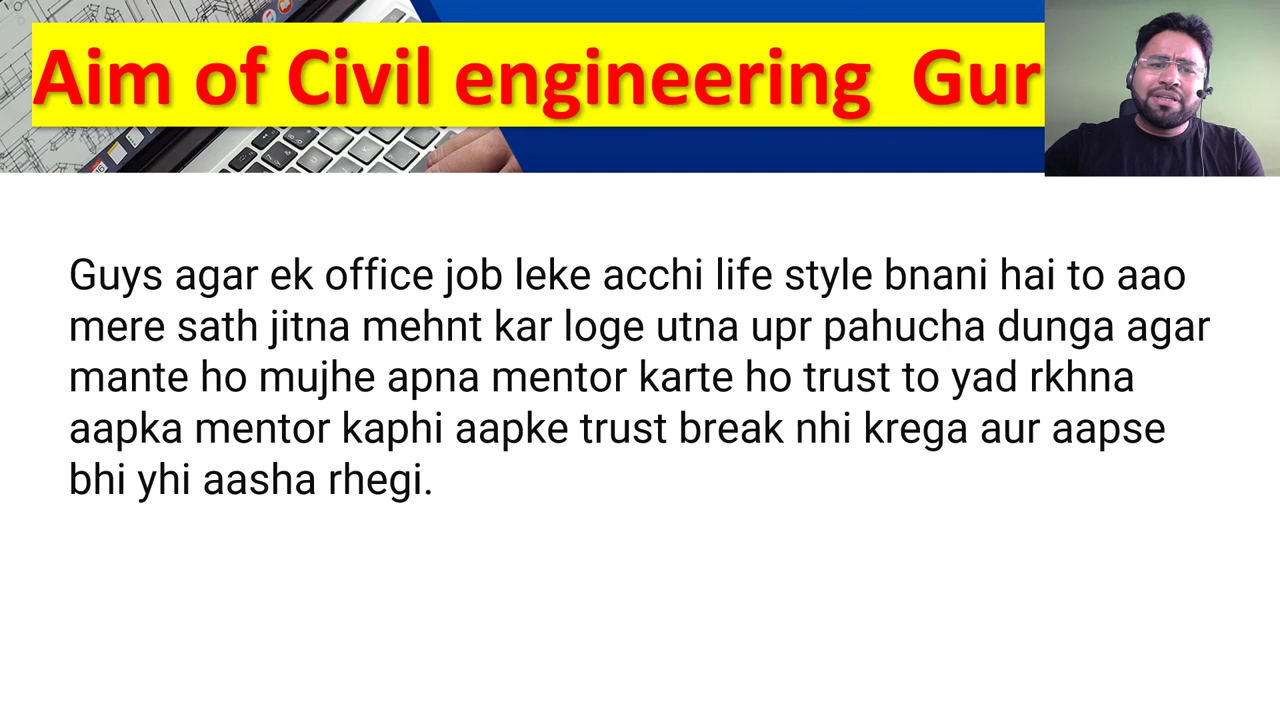 Aim of Civil engineering Gur
Guys agar ek office job leke acchi life style bnani hai to aao
mere sath jitna mehnt kar loge utna upr pahucha dunga agar
mante ho mujhe apna mentor karte ho trust to yad rkhna
aapka mentor kaphi aapke trust break nhi krega aur aapse
bhi yhi aasha rhegi.